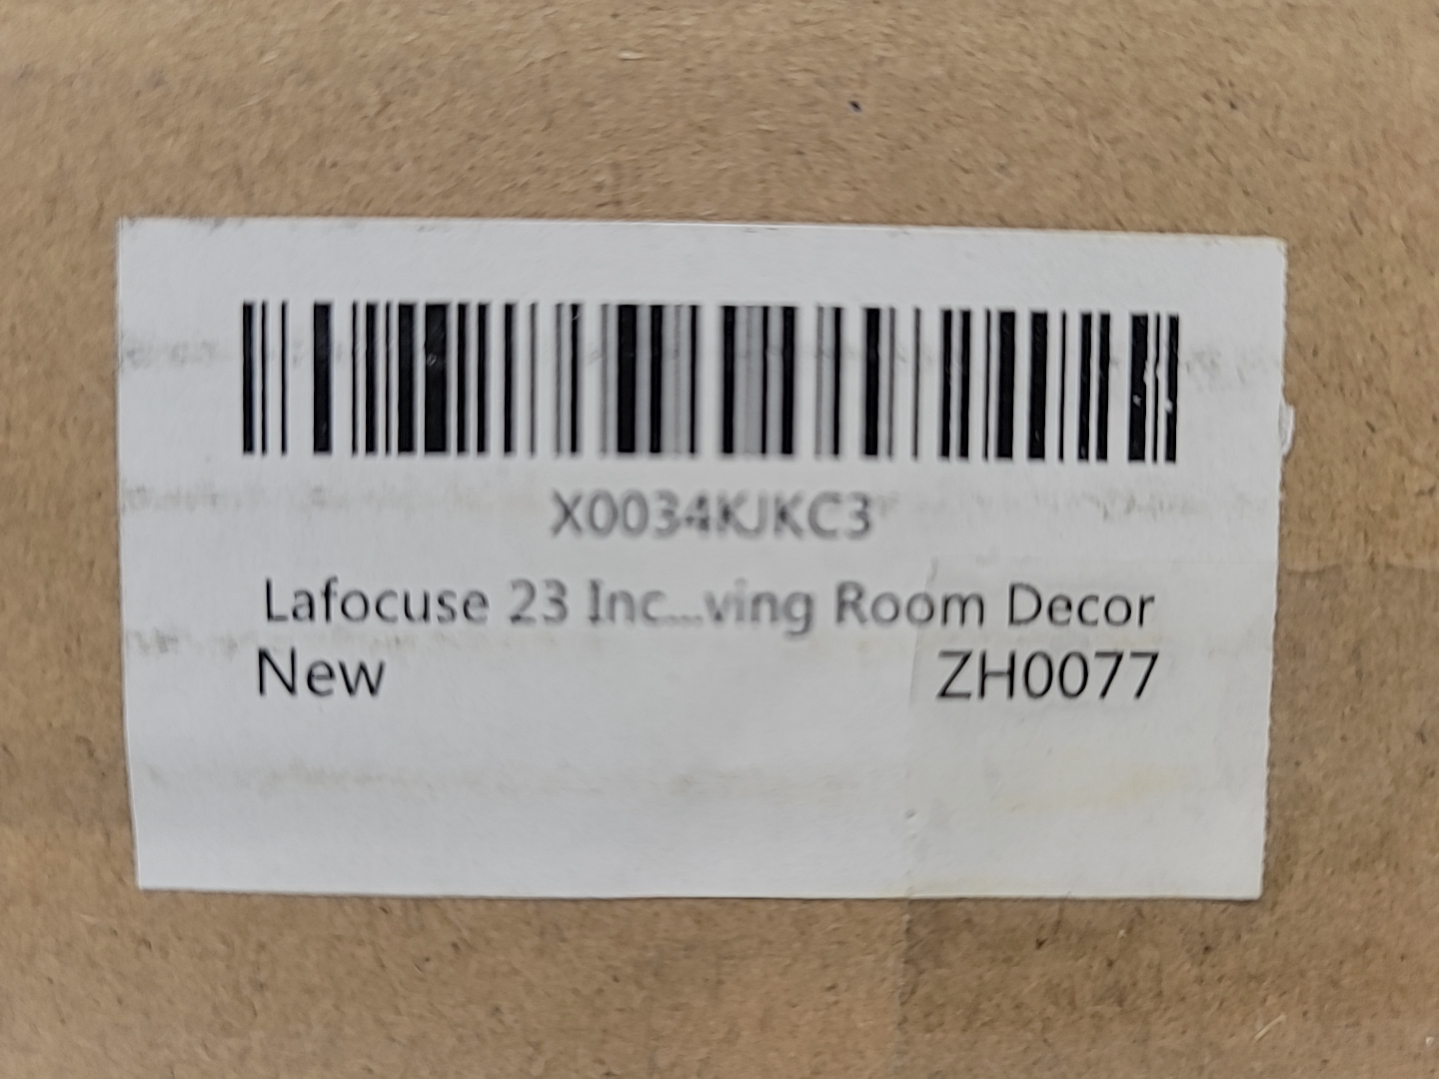 X0034KJKC3
Lafocuse 23 Inc...ving Room Decor
New ZH0077